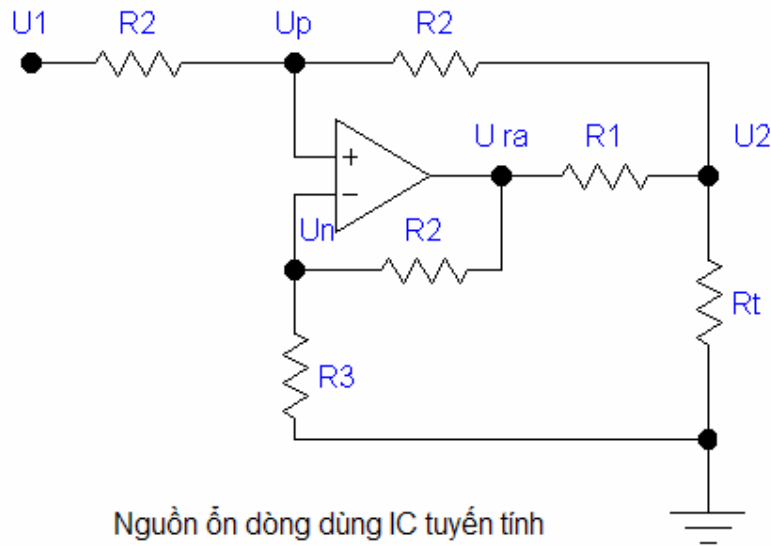 U1 R2 Up R2
U ra R1 U2
+
−
Un R2
Rt
R3
Nguồn ổn dòng dùng IC tuyến tính